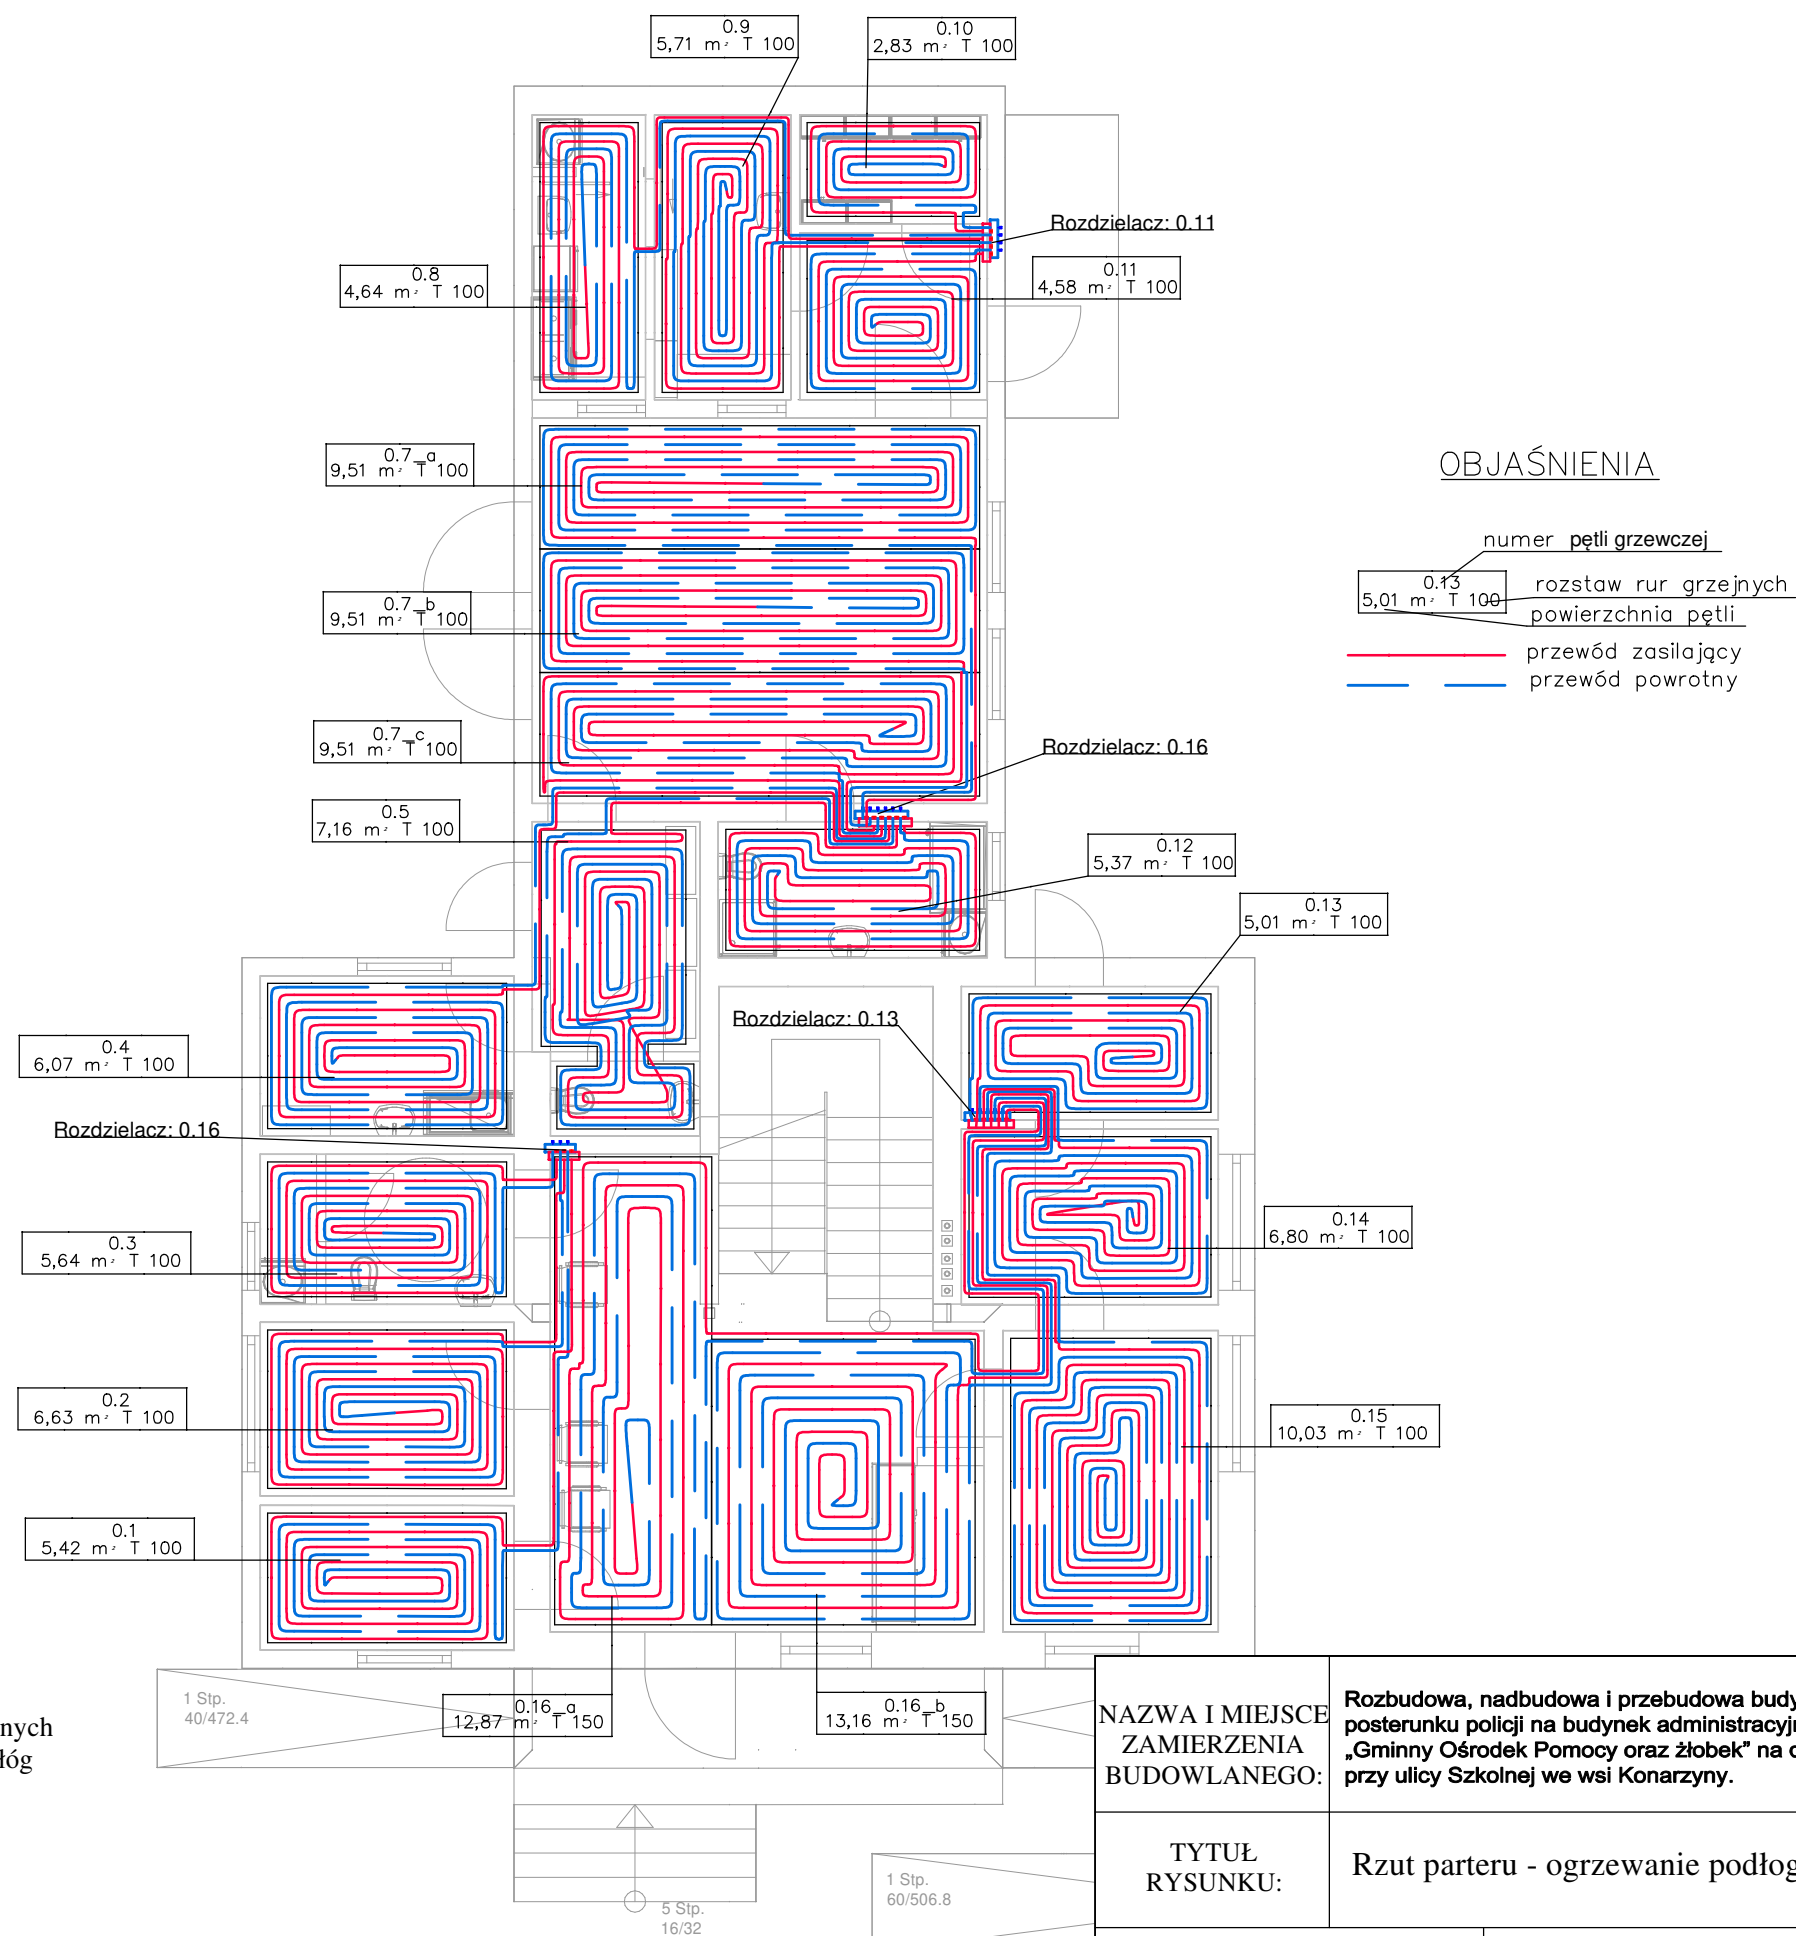 0.9
5,71 m² T 100
0.10
2,83 m² T 100
Rozdzielacz: 0.11
0.8
4,64 m² T 100
0.11
4,58 m² T 100
0.7_a
9,51 m² T 100
OBJAŚNIENIA
numer pętli grzewczej
0.13
5,01 m² T 100
rozstaw rur grzejnych
powierzchnia pętli
przewód zasilający
przewód powrotny
0.7_b
9,51 m² T 100
0.7_c
9,51 m² T 100
Rozdzielacz: 0.16
0.5
7,16 m² T 100
0.12
5,37 m² T 100
0.13
5,01 m² T 100
Rozdzielacz: 0.13
0.4
6,07 m² T 100
Rozdzielacz: 0.16
0.3
5,64 m² T 100
0.14
6,80 m² T 100
0.2
6,63 m² T 100
0.15
10,03 m² T 100
0.1
5,42 m² T 100
0.16_a
12,87 m² T 150
0.16_b
13,16 m² T 150
1 Stp.
40/472.4
nych
łóg
NAZWA I MIEJSCE
ZAMIERZENIA
BUDOWLANEGO:
Rozbudowa, nadbudowa i przebudowa budy
posterunku policji na budynek administracyj
„Gminny Ośrodek Pomocy oraz żłobek" na
przy ulicy Szkolnej we wsi Konarzyny.
TYTUŁ
RYSUNKU:
Rzut parteru - ogrzewanie podłog
1 Stp.
60/506.8
5 Stp.
16/32